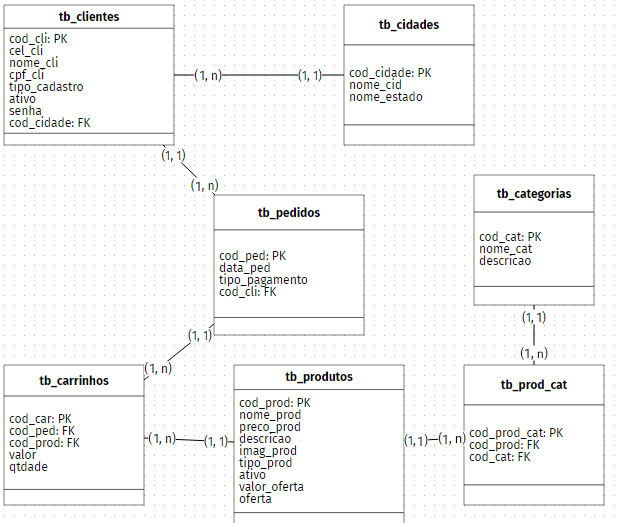 tb_clientes
cod_cli: PK
cel_cli
nome_cli
cpf_cli
tipo_cadastro
ativo
senha
cod_cidade: FK
(1, n)
(1, 1)
tb_cidades
cod_cidade: PK
nome_cid
nome_estado
(1, 1)
(1, n)
tb_pedidos
cod_ped: PK
data_ped
tipo_pagamento
cod_cli: FK
tb_categorias
cod_cat: PK
nome_cat
descricao
(1, 1)
(1, n)
(1, 1)
(1, n)
tb_carrinhos
cod_car: PK
cod_ped: FK
cod_prod: FK
valor
qtdade
(1, n)
(1, 1)
tb_produtos
cod_prod: PK
nome_prod
preco_prod
descricao
imag_prod
tipo_prod
ativo
valor_oferta
oferta
(1,1)
(1, n)
tb_prod_cat
cod_prod_cat: PK
cod_prod: FK
cod_cat: FK